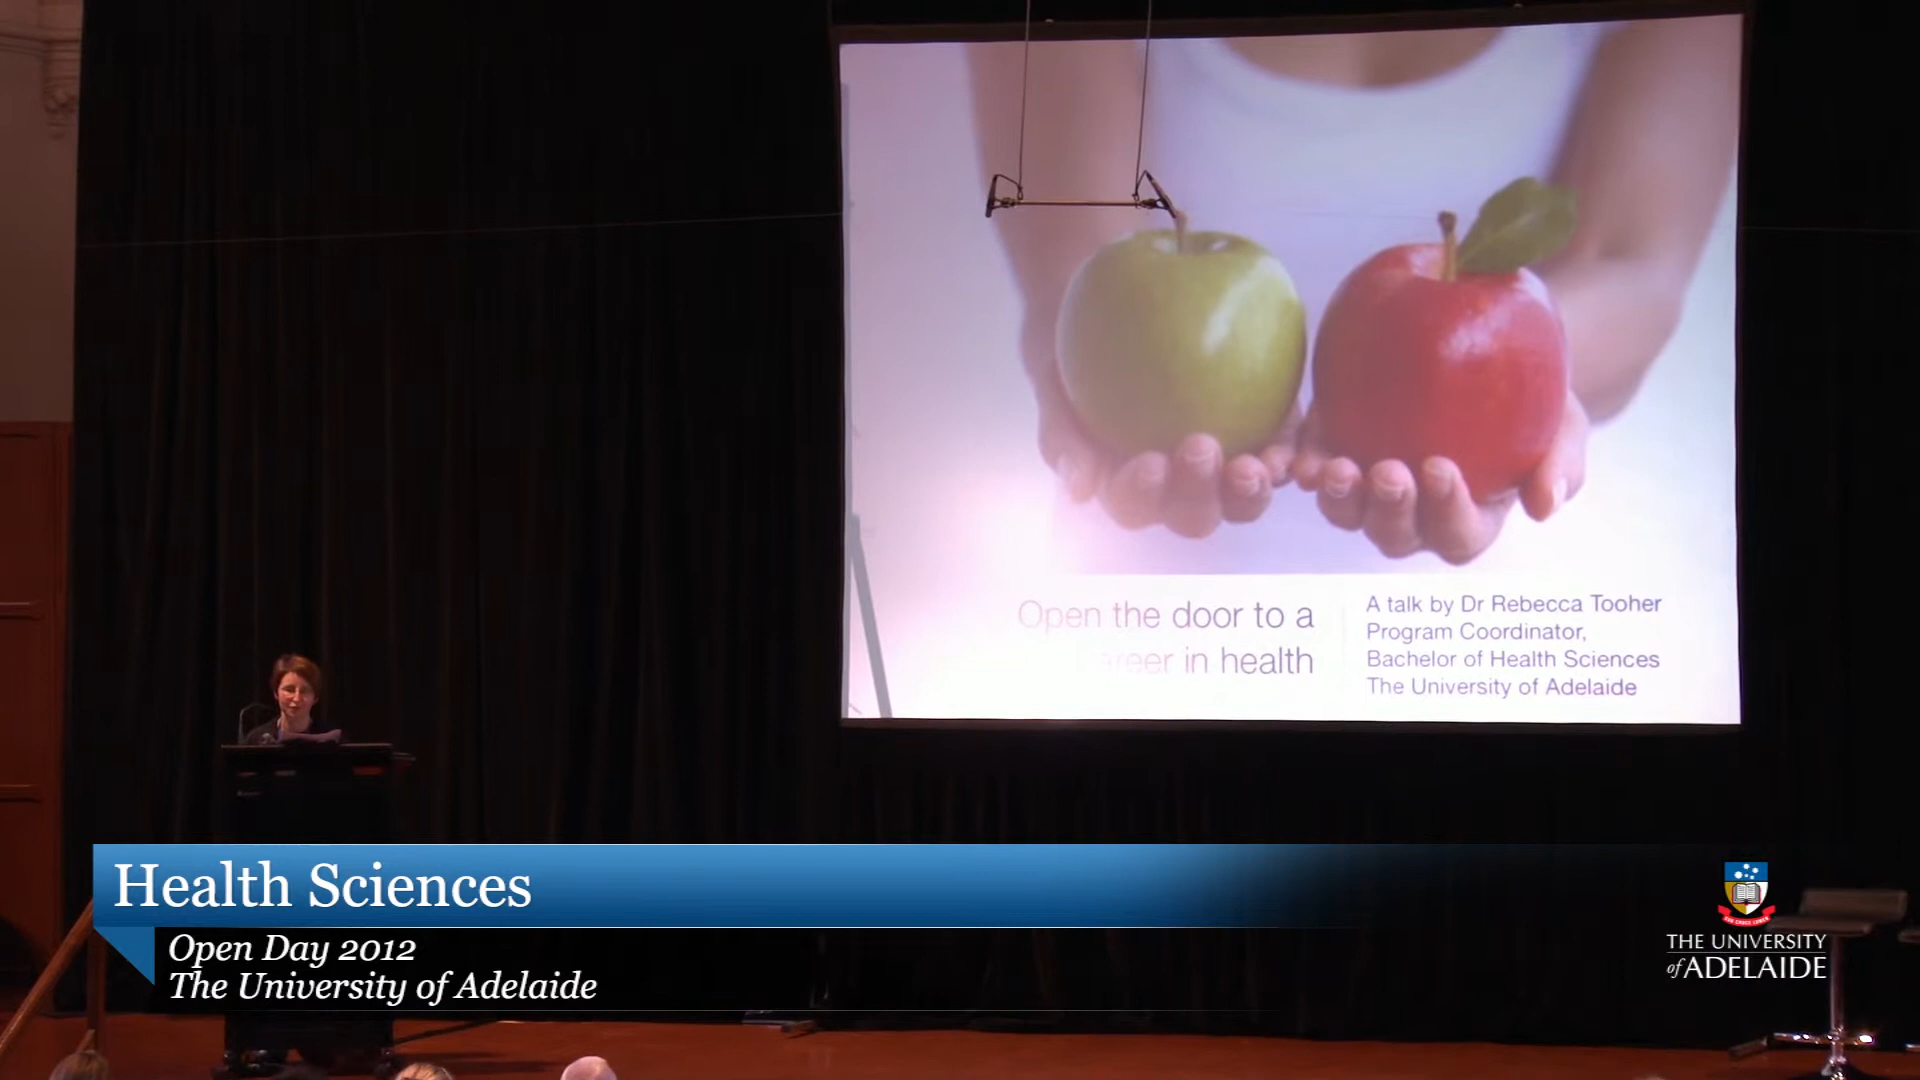 Open the door to a
career in health
A talk by Dr Rebecca Tooher
Program Coordinator,
Bachelor of Health Sciences
The University of Adelaide
Health Sciences
Open Day 2012
The University of Adelaide
THE UNIVERSITY
of ADELAIDE